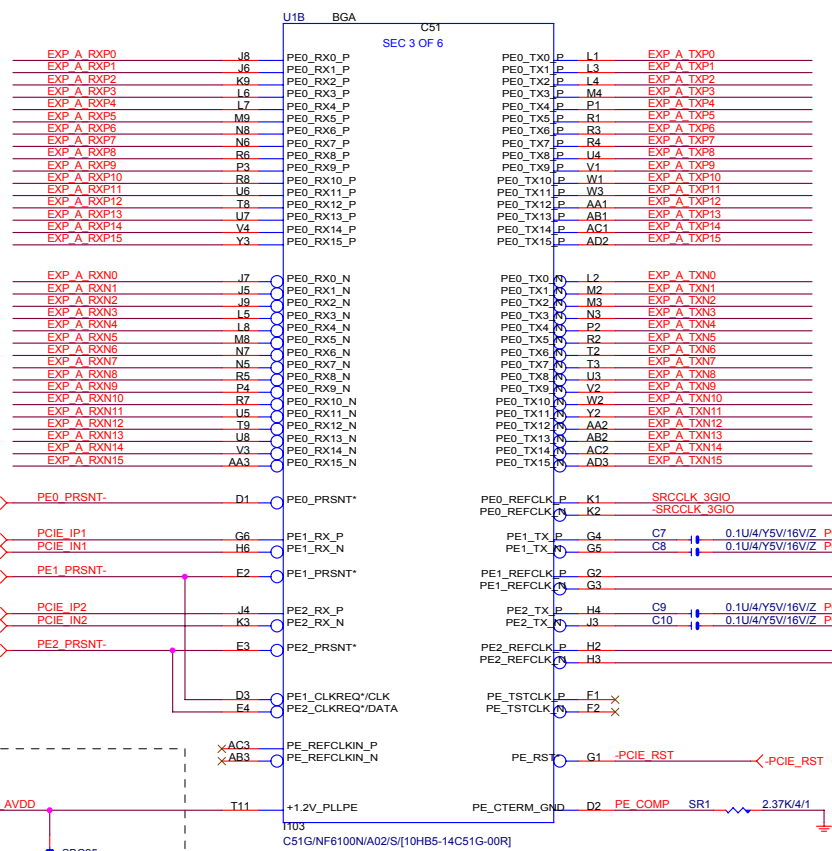 U1B BGA
C51
SEC 3 OF 6
EXP_A_RXP0 J8 PE0_RX0_P PE0_TX0_P L1 EXP_A_TXP0
EXP_A_RXP1 J6 PE0_RX1_P PE0_TX1_P L3 EXP_A_TXP1
EXP_A_RXP2 K9 PE0_RX2_P PE0_TX2_P L4 EXP_A_TXP2
EXP_A_RXP3 L6 PE0_RX3_P PE0_TX3_P M4 EXP_A_TXP3
EXP_A_RXP4 L7 PE0_RX4_P PE0_TX4_P P1 EXP_A_TXP4
EXP_A_RXP5 M9 PE0_RX5_P PE0_TX5_P R1 EXP_A_TXP5
EXP_A_RXP6 N8 PE0_RX6_P PE0_TX6_P R3 EXP_A_TXP6
EXP_A_RXP7 N6 PE0_RX7_P PE0_TX7_P R4 EXP_A_TXP7
EXP_A_RXP8 R6 PE0_RX8_P PE0_TX8_P U4 EXP_A_TXP8
EXP_A_RXP9 P3 PE0_RX9_P PE0_TX9_P V1 EXP_A_TXP9
EXP_A_RXP10 R8 PE0_RX10_P PE0_TX10_P W1 EXP_A_TXP10
EXP_A_RXP11 U6 PE0_RX11_P PE0_TX11_P W3 EXP_A_TXP11
EXP_A_RXP12 T8 PE0_RX12_P PE0_TX12_P AA1 EXP_A_TXP12
EXP_A_RXP13 U7 PE0_RX13_P PE0_TX13_P AB1 EXP_A_TXP13
EXP_A_RXP14 V4 PE0_RX14_P PE0_TX14_P AC1 EXP_A_TXP14
EXP_A_RXP15 Y3 PE0_RX15_P PE0_TX15_P AD2 EXP_A_TXP15
EXP_A_RXN0 J7 PE0_RX0_N PE0_TX0_N L2 EXP_A_TXN0
EXP_A_RXN1 J5 PE0_RX1_N PE0_TX1_N M2 EXP_A_TXN1
EXP_A_RXN2 J9 PE0_RX2_N PE0_TX2_N M3 EXP_A_TXN2
EXP_A_RXN3 L5 PE0_RX3_N PE0_TX3_N N3 EXP_A_TXN3
EXP_A_RXN4 L8 PE0_RX4_N PE0_TX4_N P2 EXP_A_TXN4
EXP_A_RXN5 M8 PE0_RX5_N PE0_TX5_N R2 EXP_A_TXN5
EXP_A_RXN6 N7 PE0_RX6_N PE0_TX6_N T2 EXP_A_TXN6
EXP_A_RXN7 N5 PE0_RX7_N PE0_TX7_N T3 EXP_A_TXN7
EXP_A_RXN8 R5 PE0_RX8_N PE0_TX8_N U3 EXP_A_TXN8
EXP_A_RXN9 P4 PE0_RX9_N PE0_TX9_N V2 EXP_A_TXN9
EXP_A_RXN10 R7 PE0_RX10_N PE0_TX10_N W2 EXP_A_TXN10
EXP_A_RXN11 U5 PE0_RX11_N PE0_TX11_N Y2 EXP_A_TXN11
EXP_A_RXN12 T9 PE0_RX12_N PE0_TX12_N AA2 EXP_A_TXN12
EXP_A_RXN13 U8 PE0_RX13_N PE0_TX13_N AB2 EXP_A_TXN13
EXP_A_RXN14 V3 PE0_RX14_N PE0_TX14_N AC2 EXP_A_TXN14
EXP_A_RXN15 AA3 PE0_RX15_N PE0_TX15_N AD3 EXP_A_TXN15
PE0_PRSNT- D1 PE0_PRSNT* PE0_REFCLK_P K1 SRCCLK_3GIO
PE0_REFCLK_N K2 -SRCCLK_3GIO
PCIE_IP1 G6 PE1_RX_P PE1_TX_P G4 C7 0.1U/4/Y5V/16V/Z
PCIE_IN1 H6 PE1_RX_N PE1_TX_N G5 C8 0.1U/4/Y5V/16V/Z
PE1_PRSNT- E2 PE1_PRSNT* PE1_REFCLK_P G2
PE1_REFCLK_N G3
PCIE_IP2 J4 PE2_RX_P PE2_TX_P H4 C9 0.1U/4/Y5V/16V/Z
PCIE_IN2 K3 PE2_RX_N PE2_TX_N J3 C10 0.1U/4/Y5V/16V/Z
PE2_PRSNT- E3 PE2_PRSNT* PE2_REFCLK_P H2
PE2_REFCLK_N H3
D3 PE1_CLKREQ*/CLK PE_TSTCLK_P F1
E4 PE2_CLKREQ*/DATA PE_TSTCLK_N F2
AC3 PE_REFCLKIN_P
AB3 PE_REFCLKIN_N PE_RST* G1 -PCIE_RST -PCIE_RST
AVDD T11 +1.2V_PLLPE PE_CTERM_GND D2 PE_COMP SR1 2.37K/4/1
I103
C51G/NF6100N/A02/S/[10HB5-14C51G-00R]